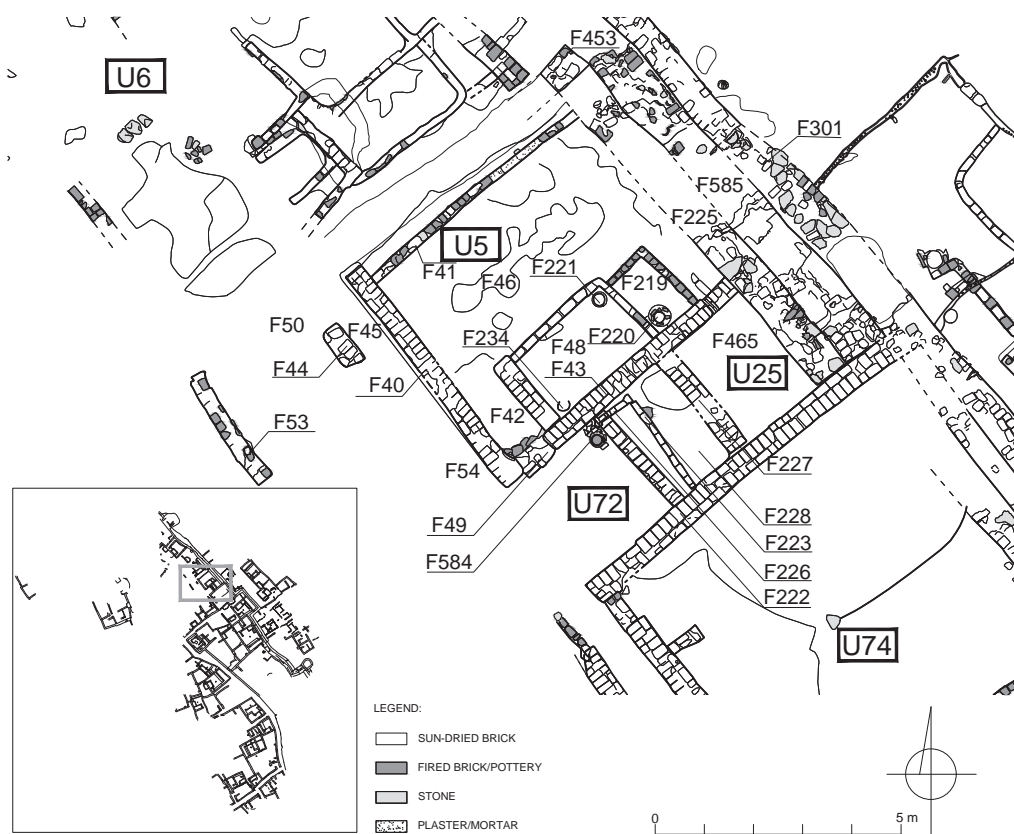 F453
U6
F301
F585
F225
U5
F41
F221
F219
F46
F50
F45
F234
F48
F220
F465
F44
F43
U25
F40
F42
F53
F54
F227
U72
F49
F228
F584
F223
F226
F222
U74
LEGEND:
SUN-DRIED BRICK
FIRED BRICK/POTTERY
STONE
PLASTER/MORTAR
0 5 m